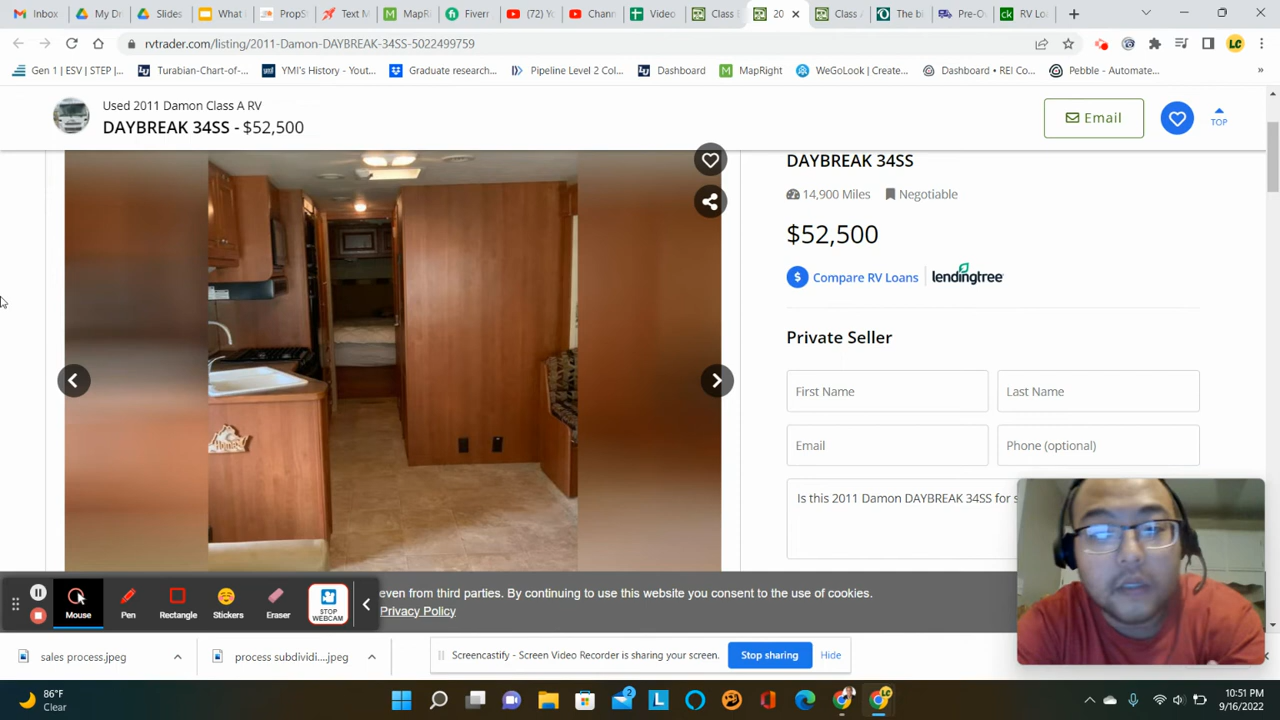 Inbox
My Dr
Slides
What
PropS
Text M
MapRi
Fiverr
(72) Y
Chann
Video
Class
20
Class
The bl
Pre-O
RV Lo
rvtrader.com/listing/2011-Damon-DAYBREAK-34SS-5022499759
LC
Gen 1 | ESV | STEP |...
Turabian-Chart-of-...
YMI's History - Yout...
Graduate research...
Pipeline Level 2 Col...
Dashboard
MapRight
WeGoLook | Create...
Dashboard • REI Co...
Pebble - Automate...
Used 2011 Damon Class A RV
DAYBREAK 34SS - $52,500
Email
TOP
DAYBREAK 34SS
14,900 Miles
Negotiable
$52,500
$ Compare RV Loans
lendingtree
Private Seller
First Name
Last Name
Email
Phone (optional)
Is this 2011 Damon DAYBREAK 34SS for s
even from third parties. By continuing to use this website you consent to the use of cookies.
Privacy Policy
Mouse
Pen
Rectangle
Stickers
Eraser
STOP
WEBCAM
sales process.jpeg
process subdividi....jpeg
Screencastify - Screen Video Recorder is sharing your screen.
Stop sharing
Hide
86°F
Clear
10:51 PM
9/16/2022